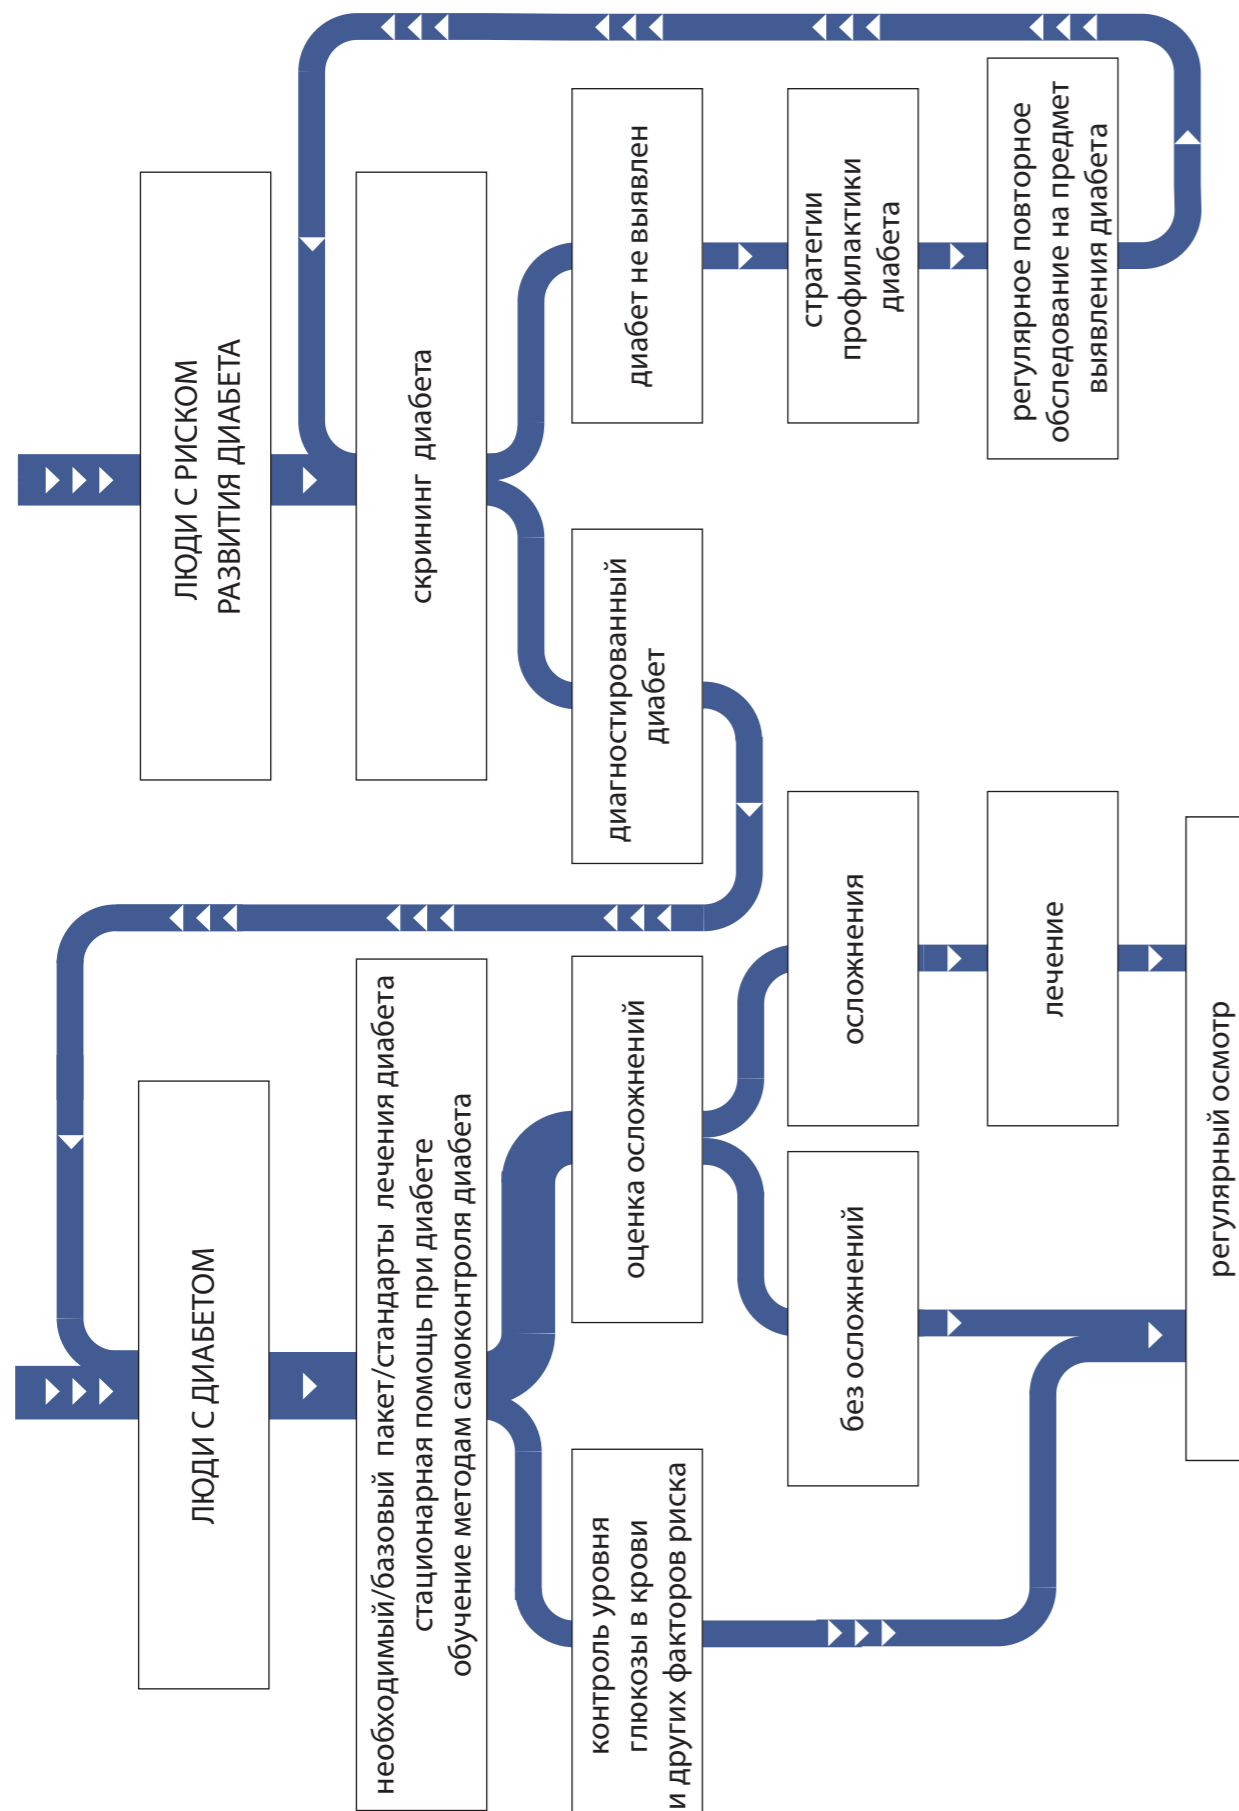 ЛЮДИ С ДИАБЕТОМ
необходимый/базовый пакет/стандарты лечения диабета
стационарная помощь при диабете
обучение методам самоконтроля диабета
контроль уровня
глюкозы в крови
и других факторов риска
оценка осложнений
без осложнений
осложнения
лечение
регулярный осмотр
ЛЮДИ С РИСКОМ
РАЗВИТИЯ ДИАБЕТА
скрининг диабета
диагностированный
диабет
диабет не выявлен
стратегии
профилактики
диабета
регулярное повторное
обследование на предмет
выявления диабета